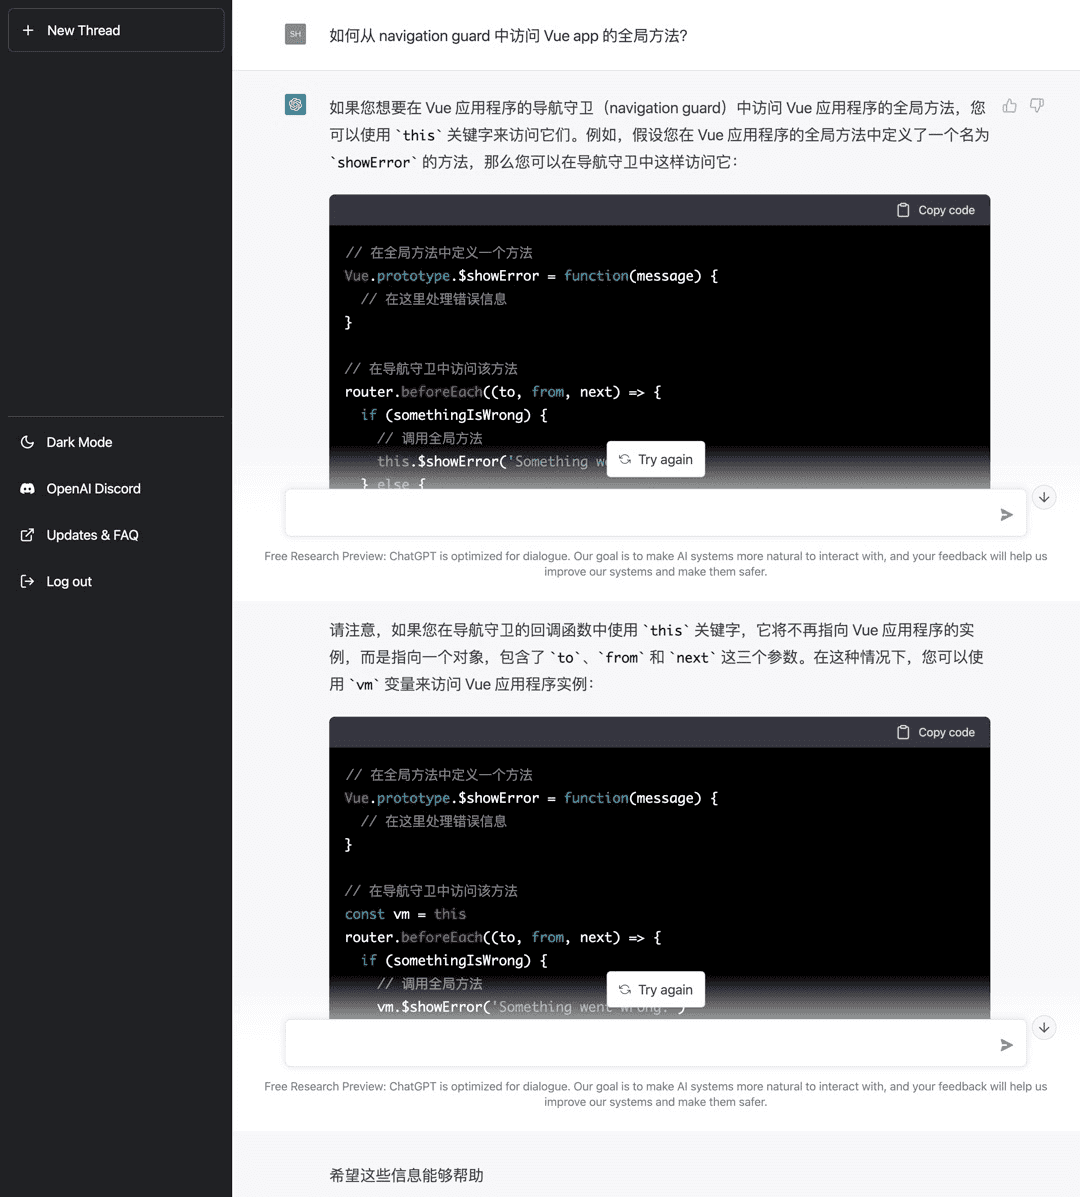 New Thread
Dark Mode
OpenAI Discord
Updates & FAQ
Log out
SH
如何从 navigation guard 中访问 Vue app 的全局方法?
如果您想要在 Vue 应用程序的导航守卫（navigation guard）中访问 Vue 应用程序的全局方法，您
可以使用 `this` 关键字来访问它们。例如，假设您在 Vue 应用程序的全局方法中定义了一个名为
`showError` 的方法，那么您可以在导航守卫中这样访问它：
Copy code
// 在全局方法中定义一个方法
Vue.prototype.$showError = function(message) {
  // 在这里处理错误信息
}
// 在导航守卫中访问该方法
router.beforeEach((to, from, next) => {
  if (somethingIsWrong) {
    // 调用全局方法
    this.$showError('Something
  } else {
Try again
Free Research Preview: ChatGPT is optimized for dialogue. Our goal is to make AI systems more natural to interact with, and your feedback will help us
improve our systems and make them safer.
请注意，如果您在导航守卫的回调函数中使用 `this` 关键字，它将不再指向 Vue 应用程序的实
例，而是指向一个对象，包含了 `to`、`from` 和 `next` 这三个参数。在这种情况下，您可以使
用 `vm` 变量来访问 Vue 应用程序实例：
Copy code
// 在全局方法中定义一个方法
Vue.prototype.$showError = function(message) {
  // 在这里处理错误信息
}
// 在导航守卫中访问该方法
const vm = this
router.beforeEach((to, from, next) => {
  if (somethingIsWrong) {
    // 调用全局方法
    vm.$showError('Something went wrong.')
Try again
Free Research Preview: ChatGPT is optimized for dialogue. Our goal is to make AI systems more natural to interact with, and your feedback will help us
improve our systems and make them safer.
希望这些信息能够帮助